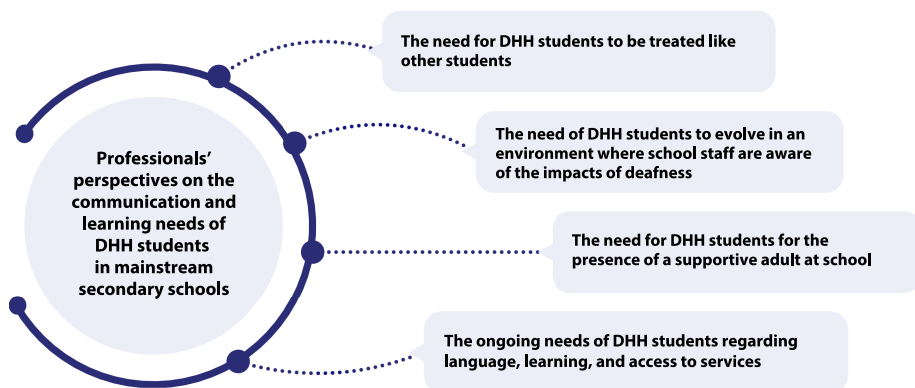 Professionals'
perspectives on the
communication and
learning needs of
DHH students
in mainstream
secondary schools
The need for DHH students to be treated like
other students
The need of DHH students to evolve in an
environment where school staff are aware
of the impacts of deafness
The need for DHH students for the
presence of a supportive adult at school
The ongoing needs of DHH students regarding
language, learning, and access to services